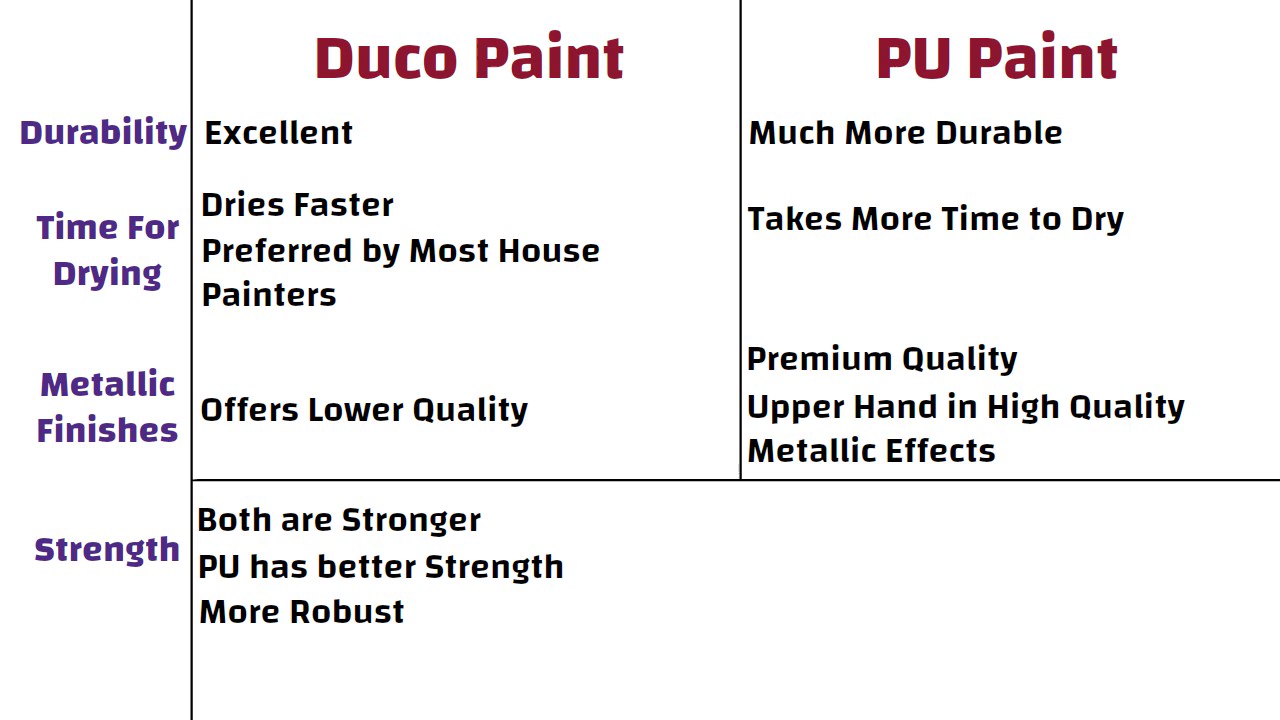 Duco Paint
PU Paint
Durability
Excellent
Much More Durable
Time For
Drying
Dries Faster
Preferred by Most House
Painters
Takes More Time to Dry
Metallic
Finishes
Offers Lower Quality
Premium Quality
Upper Hand in High Quality
Metallic Effects
Strength
Both are Stronger
PU has better Strength
More Robust